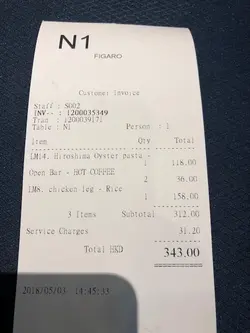 N1
FIGARO
Customer Invoice
Staff : S002
INV-- : 1200035349
Tran : 120003917
Table : N1 Person : 1
Item Qty Total
LM14. Hiroshima Oyster pasta -
1 118.00
Open Bar - HOT COFFEE
2 36.00
LM8. chicken leg - Rice
1 158.00
3 Items Subtotal 312.00
Service Charges 31.20
Total HKD 343.00
2018/05/03 14:45:33